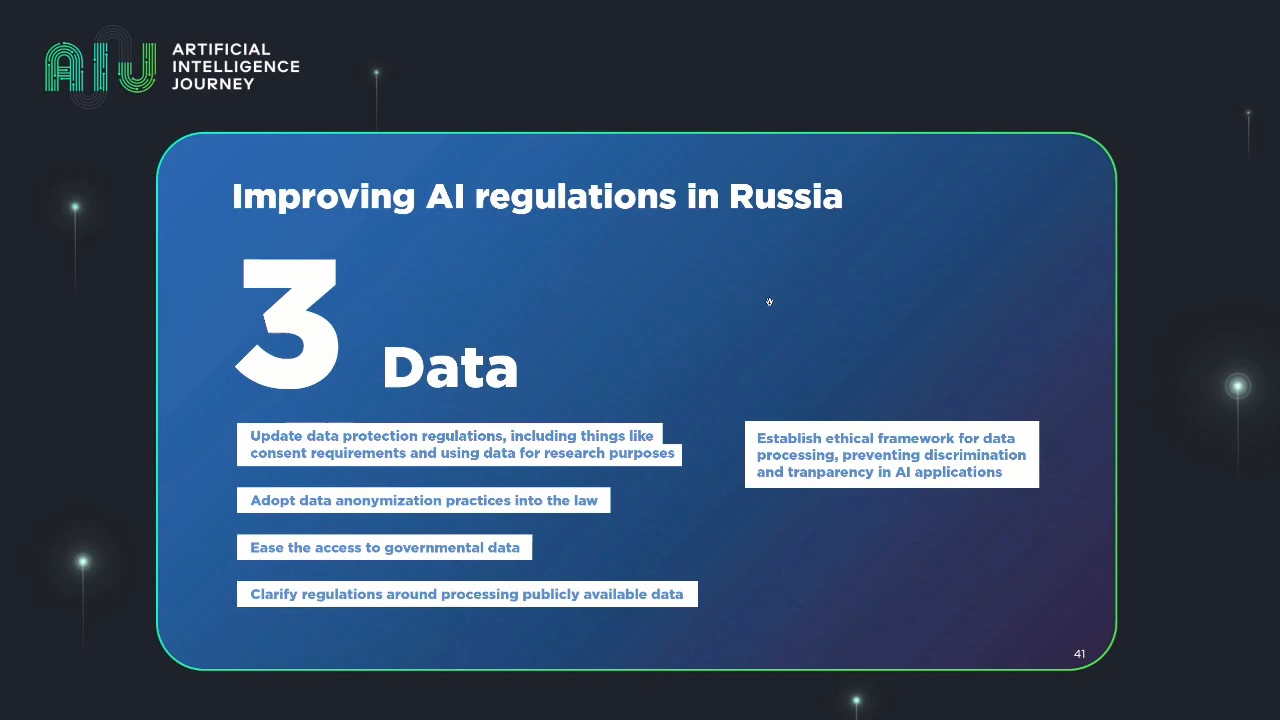 AIJ
ARTIFICIAL
INTELLIGENCE
JOURNEY
Improving AI regulations in Russia
3
Data
Update data protection regulations, including things like
consent requirements and using data for research purposes
Adopt data anonymization practices into the law
Ease the access to governmental data
Clarify regulations around processing publicly available data
Establish ethical framework for data
processing, preventing discrimination
and tranparency in AI applications
41